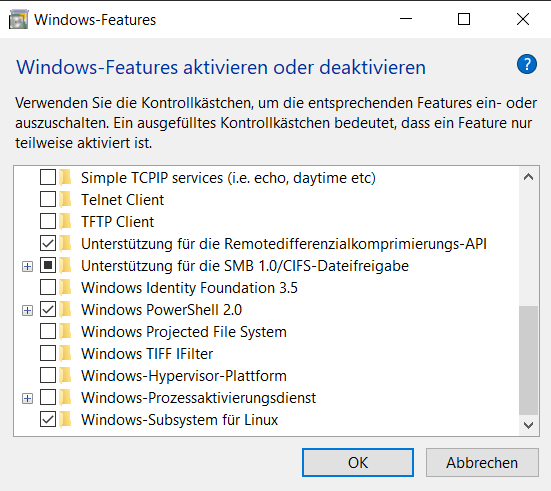 Windows-Features
Windows-Features aktivieren oder deaktivieren
?
Verwenden Sie die Kontrollkästchen, um die entsprechenden Features ein- oder
auszuschalten. Ein ausgefülltes Kontrollkästchen bedeutet, dass ein Feature nur
teilweise aktiviert ist.
Simple TCPIP services (i.e. echo, daytime etc)
Telnet Client
TFTP Client
Unterstützung für die Remotedifferenzialkomprimierungs-API
Unterstützung für die SMB 1.0/CIFS-Dateifreigabe
Windows Identity Foundation 3.5
Windows PowerShell 2.0
Windows Projected File System
Windows TIFF IFilter
Windows-Hypervisor-Plattform
Windows-Prozessaktivierungsdienst
Windows-Subsystem für Linux
OK
Abbrechen